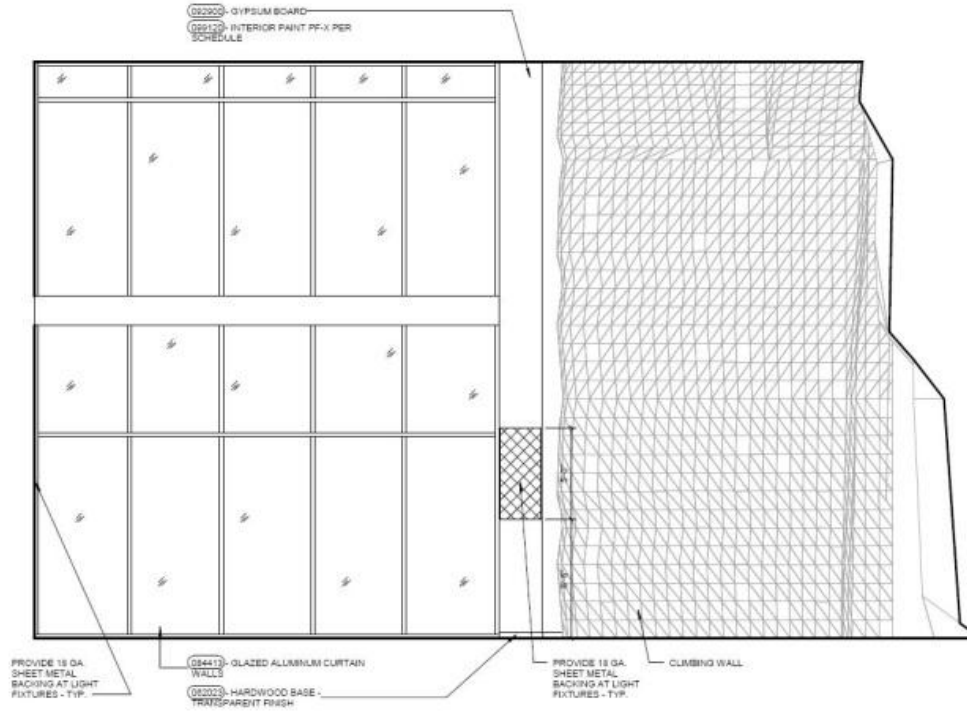 092900 - GYPSUM BOARD
099120 - INTERIOR PAINT PF-X PER
SCHEDULE
PROVIDE 18 GA.
SHEET METAL
BACKING AT LIGHT
FIXTURES - TYP.
084413 - GLAZED ALUMINUM CURTAIN
WALLS
062023 - HARDWOOD BASE -
TRANSPARENT FINISH
PROVIDE 18 GA.
SHEET METAL
BACKING AT LIGHT
FIXTURES - TYP.
CLIMBING WALL